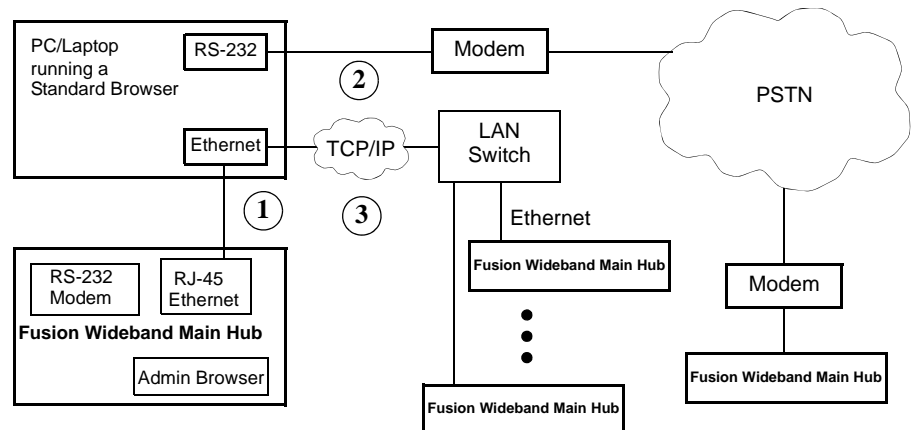 PC/Laptop
running a
Standard Browser
RS-232
2
Modem
PSTN
Ethernet
TCP/IP
LAN
Switch
1
3
Ethernet
RS-232
Modem
RJ-45
Ethernet
Fusion Wideband Main Hub
Admin Browser
Fusion Wideband Main Hub
Fusion Wideband Main Hub
Modem
Fusion Wideband Main Hub